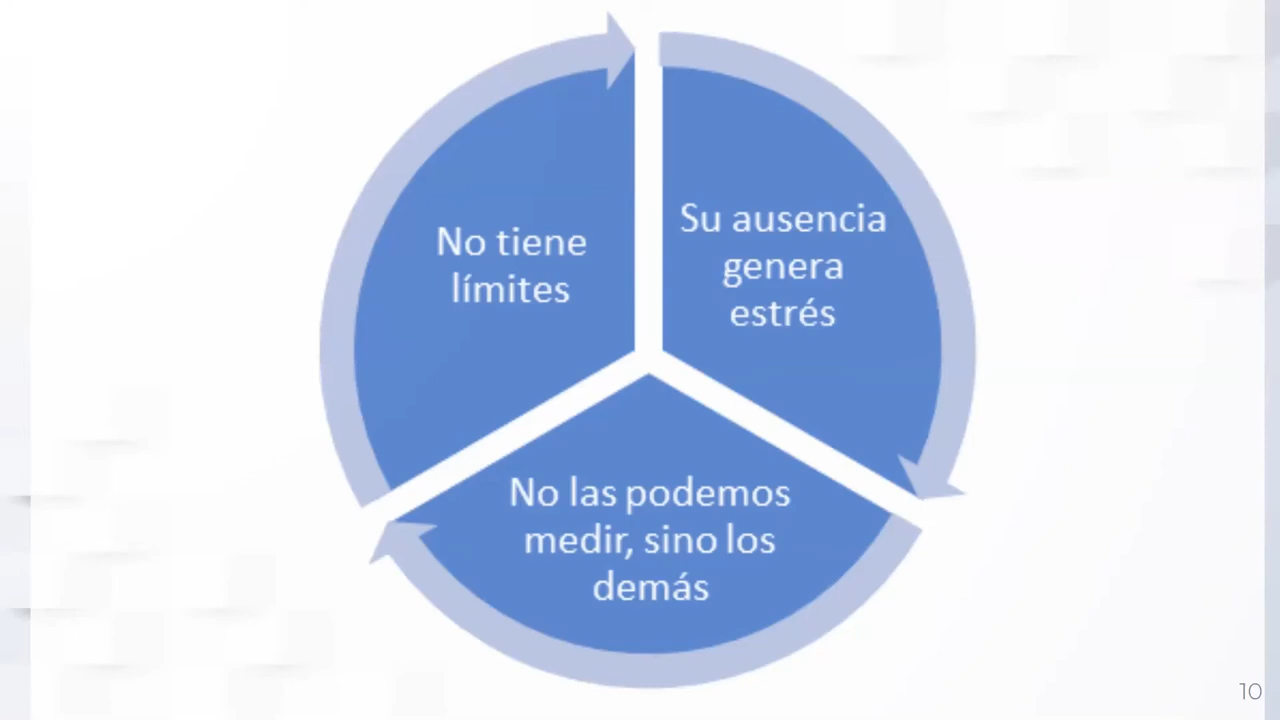 No tiene
límites
Su ausencia
genera
estrés
No las podemos
medir, sino los
demás
10